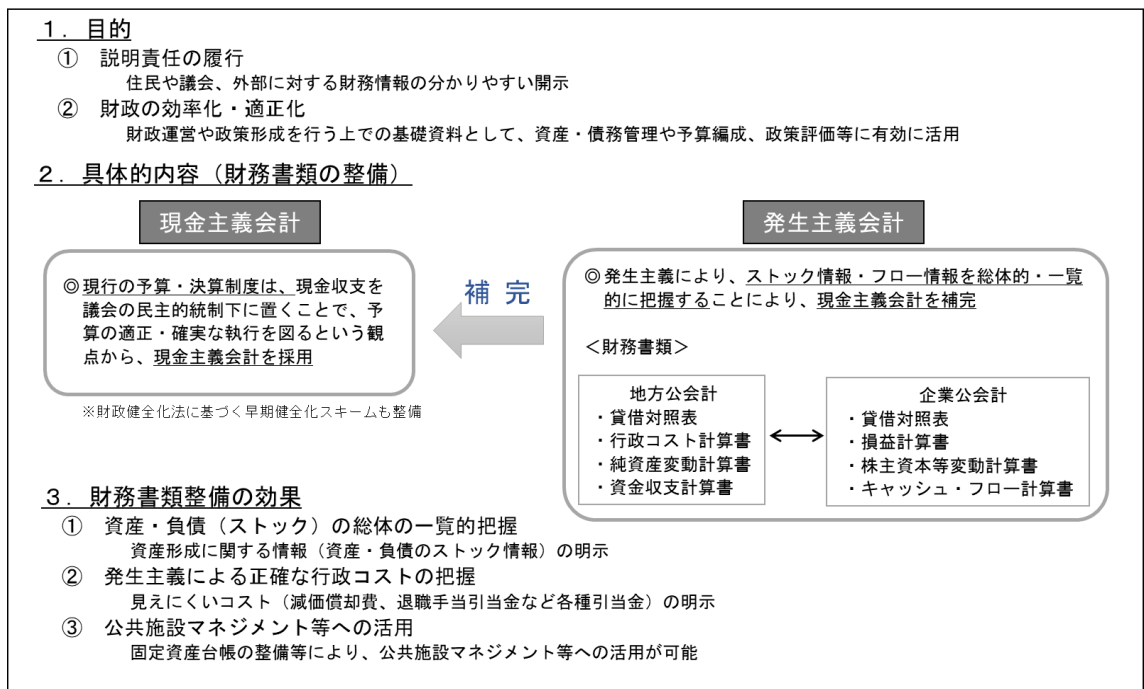 １．目的
① 説明責任の履行
住民や議会、外部に対する財務情報の分かりやすい開示
② 財政の効率化・適正化
財政運営や政策形成を行う上での基礎資料として、資産・債務管理や予算編成、政策評価等に有効に活用
２．具体的内容（財務書類の整備）
現金主義会計
◎現行の予算・決算制度は、現金収支を
議会の民主的統制下に置くことで、予
算の適正・確実な執行を図るという観
点から、現金主義会計を採用
※財政健全化法に基づく早期健全化スキームも整備
補 完
発生主義会計
◎発生主義により、ストック情報・フロー情報を総体的・一覧
的に把握することにより、現金主義会計を補完
＜財務書類＞
地方公会計
・貸借対照表
・行政コスト計算書
・純資産変動計算書
・資金収支計算書
企業公会計
・貸借対照表
・損益計算書
・株主資本等変動計算書
・キャッシュ・フロー計算書
３．財務書類整備の効果
① 資産・負債（ストック）の総体の一覧的把握
資産形成に関する情報（資産・負債のストック情報）の明示
② 発生主義による正確な行政コストの把握
見えにくいコスト（減価償却費、退職手当引当金など各種引当金）の明示
③ 公共施設マネジメント等への活用
固定資産台帳の整備等により、公共施設マネジメント等への活用が可能